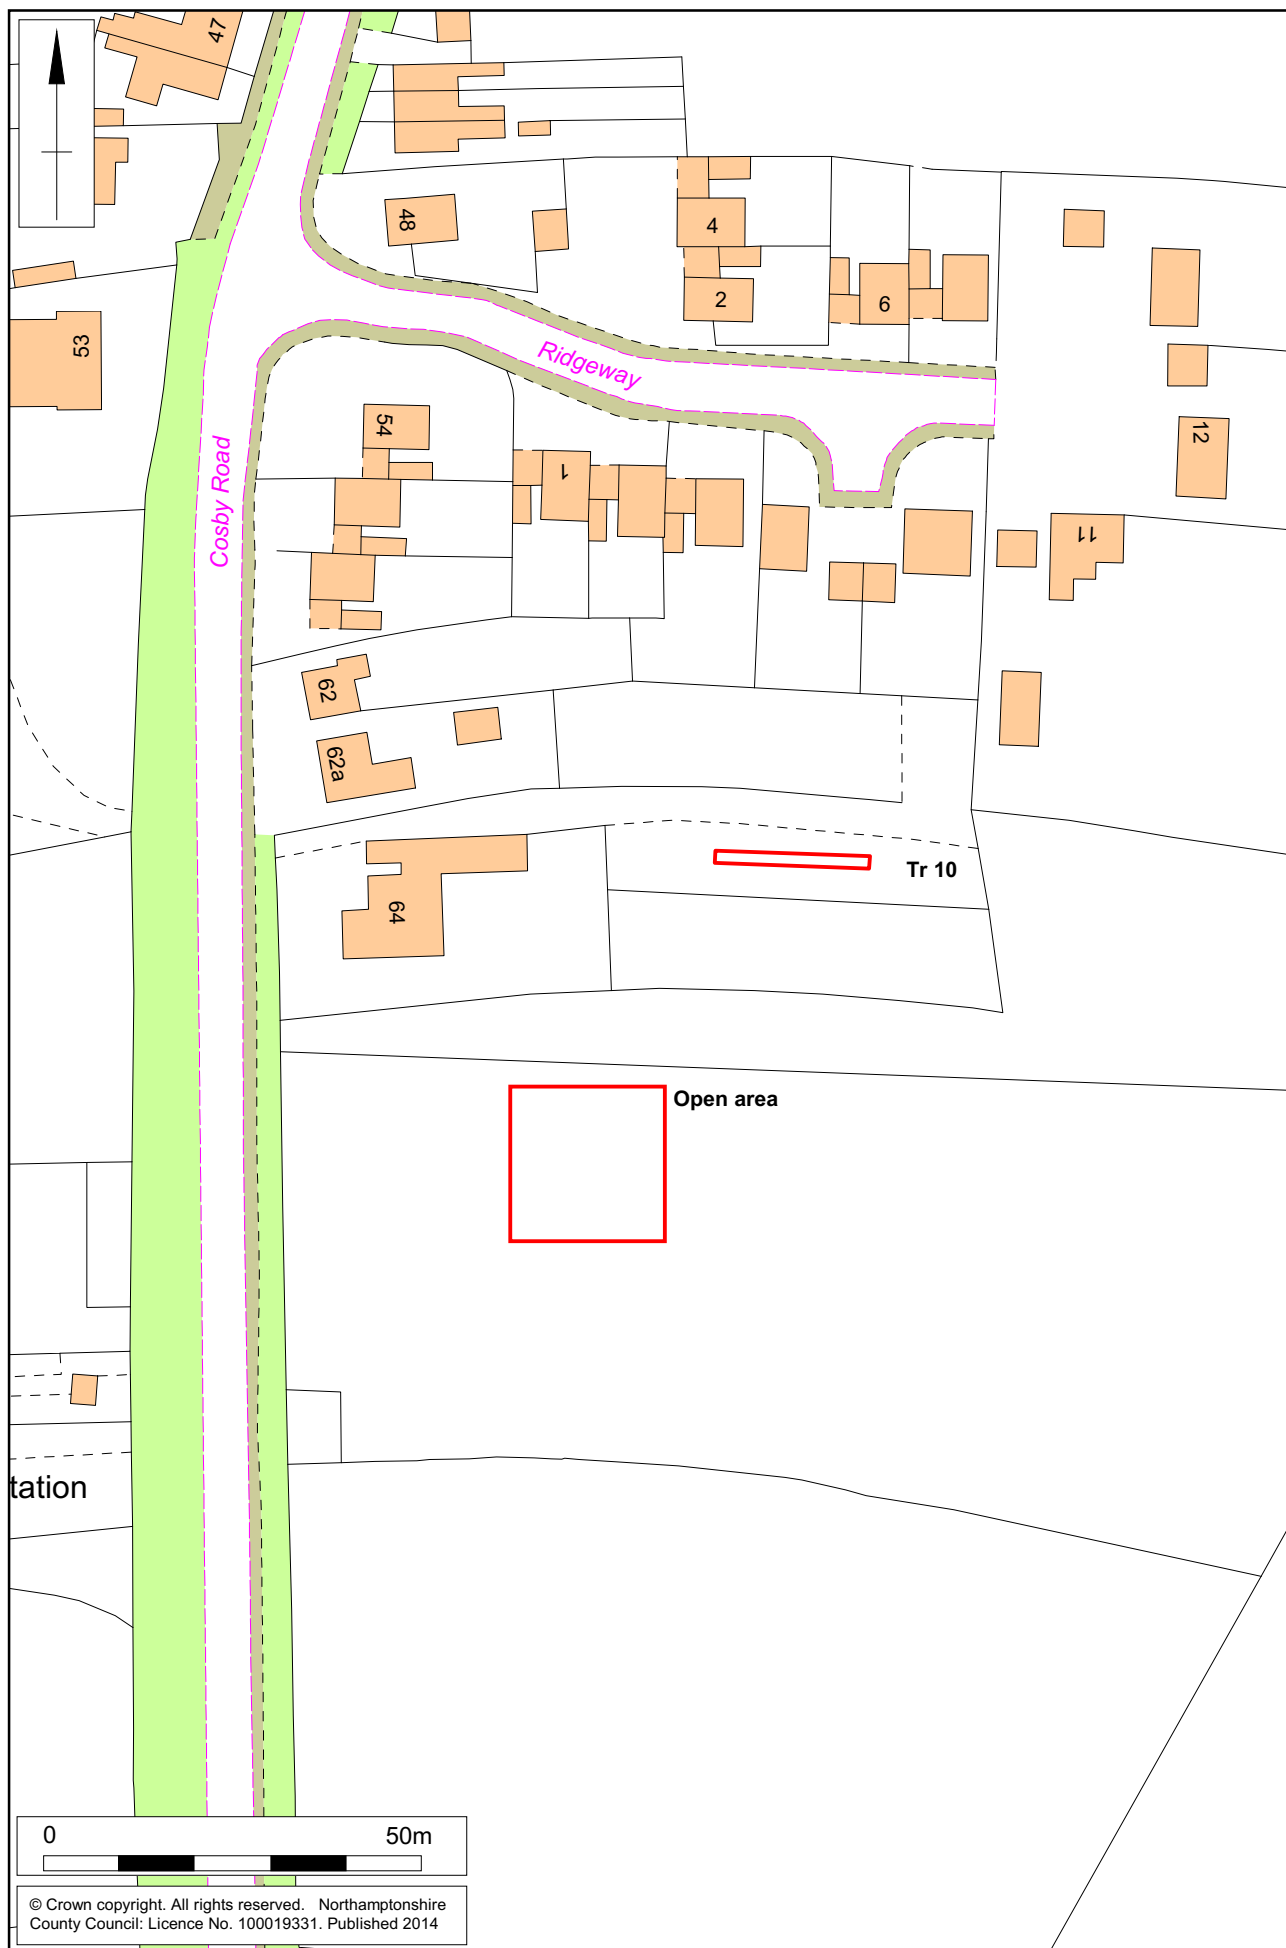 47
48
4
2
6
53
Ridgeway
12
54
1
11
Cosby Road
62
62a
Tr 10
64
Open area
tation
0 50m
© Crown copyright. All rights reserved. Northamptonshire
County Council: Licence No. 100019331. Published 2014